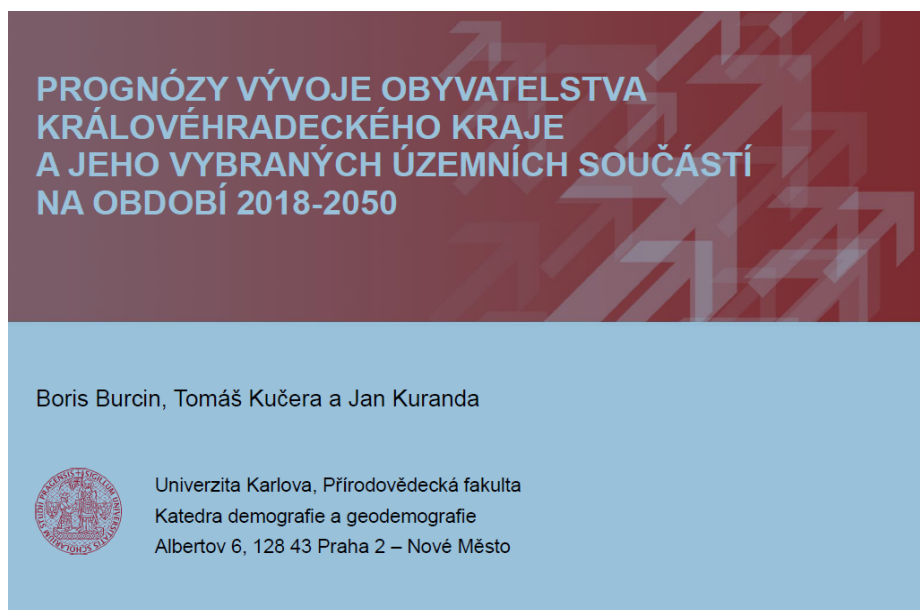 PROGNÓZY VÝVOJE OBYVATELSTVA
KRÁLOVÉHRADECKÉHO KRAJE
A JEHO VYBRANÝCH ÚZEMNÍCH SOUČÁSTÍ
NA OBDOBÍ 2018-2050
Boris Burcin, Tomáš Kučera a Jan Kuranda
Univerzita Karlova, Přírodovědecká fakulta
Katedra demografie a geodemografie
Albertov 6, 128 43 Praha 2 – Nové Město